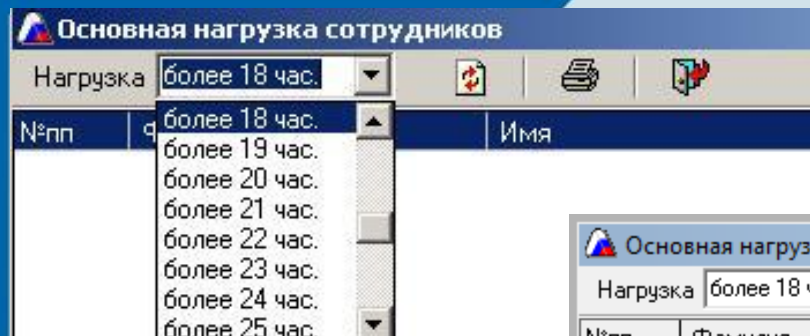 Основная нагрузка сотрудников
Нагрузка более 18 час.
№пп Ф Имя
более 18 час.
более 19 час.
более 20 час.
более 21 час.
более 22 час.
более 23 час.
более 24 час.
более 25 час.
Основная нагруз
Нагрузка более 18 ч
№пп Фамилия